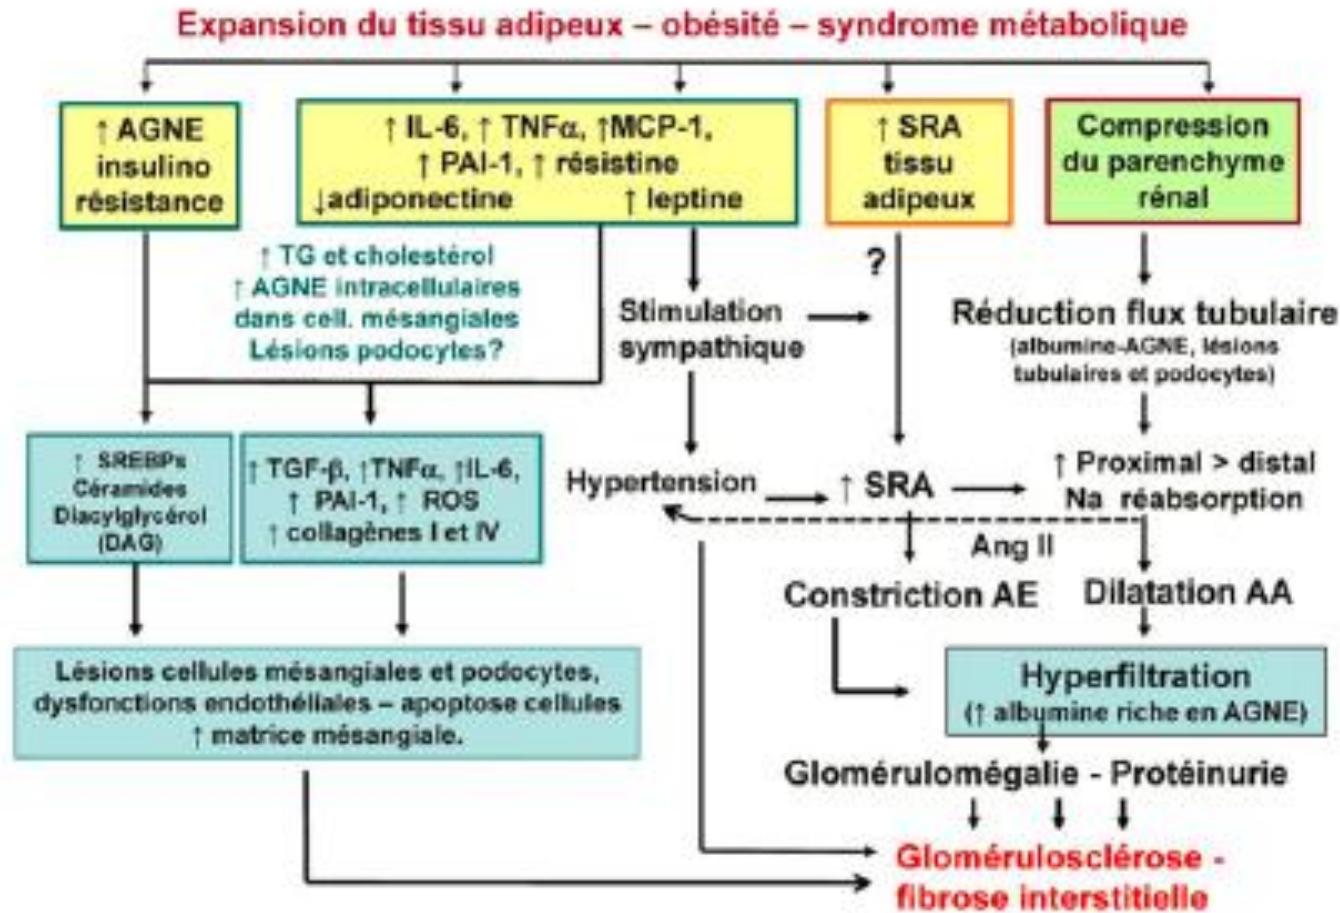 Expansion du tissu adipeux – obésité – syndrome métabolique
↑ AGNE
insulino
résistance
↑ IL-6, ↑ TNFα, ↑MCP-1,
↑ PAI-1, ↑ résistine
↓adiponectine ↑ leptine
↑ SRA
tissu
adipeux
Compression
du parenchyme
rénal
↑ TG et cholestérol
↑ AGNE intracellulaires
dans cell. mésangiales
Lésions podocytes?
?
Stimulation
sympathique
Réduction flux tubulaire
(albumine-AGNE, lésions
tubulaires et podocytes)
↑ SREBPs
Céramides
Diacylglycérol
(DAG)
↑ TGF-β, ↑TNFα, ↑IL-6,
↑ PAI-1, ↑ ROS
↑ collagènes I et IV
Hypertension
↑ SRA
↑ Proximal > distal
Na réabsorption
Ang II
Constriction AE
Dilatation AA
Lésions cellules mésangiales et podocytes,
dysfonctions endothéliales – apoptose cellules
↑ matrice mésangiale.
Hyperfiltration
(↑ albumine riche en AGNE)
Glomérulomégalie - Protéinurie
Glomérulosclérose -
fibrose interstitielle